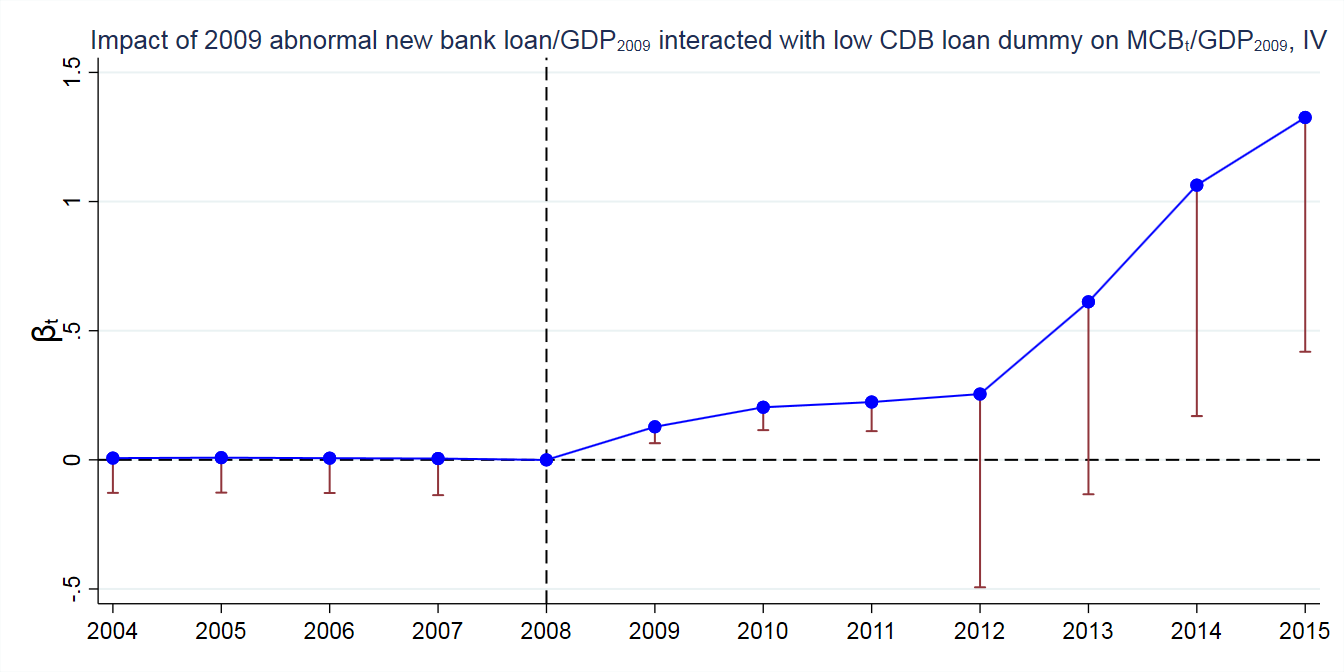 Impact of 2009 abnormal new bank loan/GDP₂₀₀₉ interacted with low CDB loan dummy on MCBₜ/GDP₂₀₀₉, IV
1.5
1
.5
0
-.5
βₜ
2004 2005 2006 2007 2008 2009 2010 2011 2012 2013 2014 2015